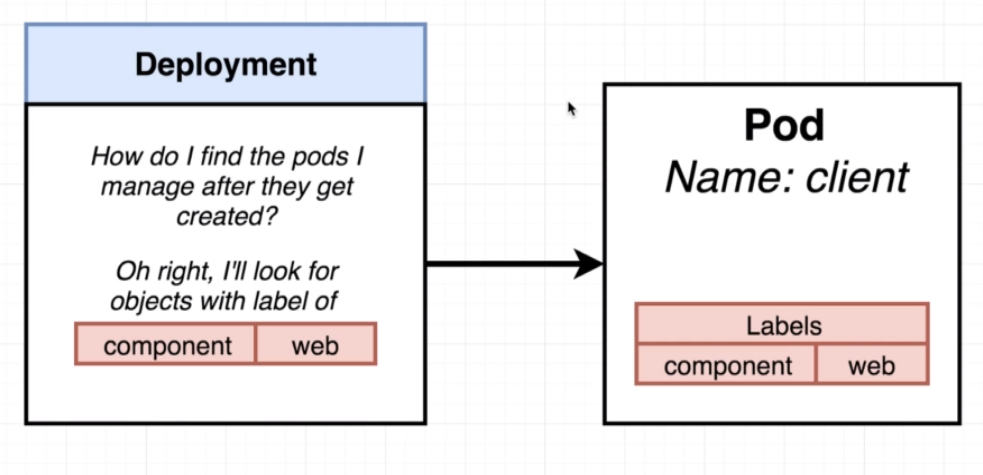 Deployment
How do I find the pods I
manage after they get
created?
Oh right, I'll look for
objects with label of
component web
Pod
Name: client
Labels
component web